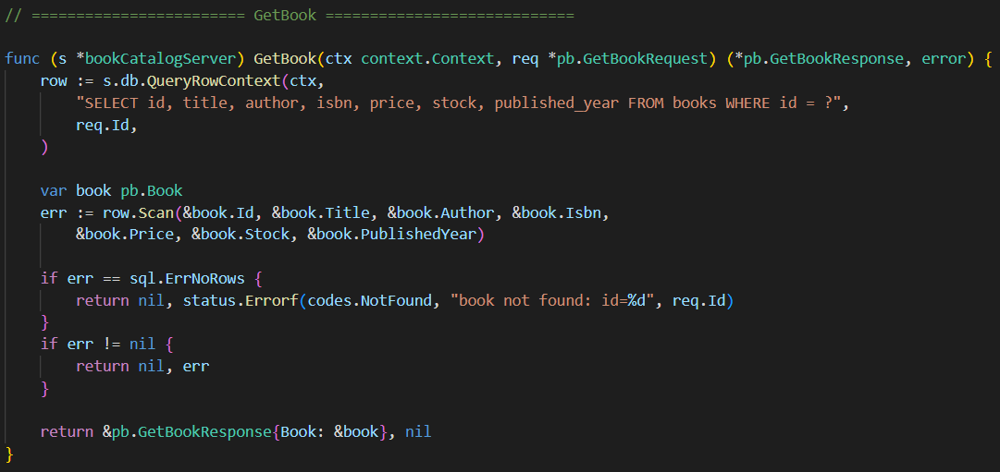 // ======================== GetBook ============================
func (s *bookCatalogServer) GetBook(ctx context.Context, req *pb.GetBookRequest) (*pb.GetBookResponse, error) {
    row := s.db.QueryRowContext(ctx,
        "SELECT id, title, author, isbn, price, stock, published_year FROM books WHERE id = ?",
        req.Id,
    )
    var book pb.Book
    err := row.Scan(&book.Id, &book.Title, &book.Author, &book.Isbn,
        &book.Price, &book.Stock, &book.PublishedYear)
    if err == sql.ErrNoRows {
        return nil, status.Errorf(codes.NotFound, "book not found: id=%d", req.Id)
    }
    if err != nil {
        return nil, err
    }
    return &pb.GetBookResponse{Book: &book}, nil
}